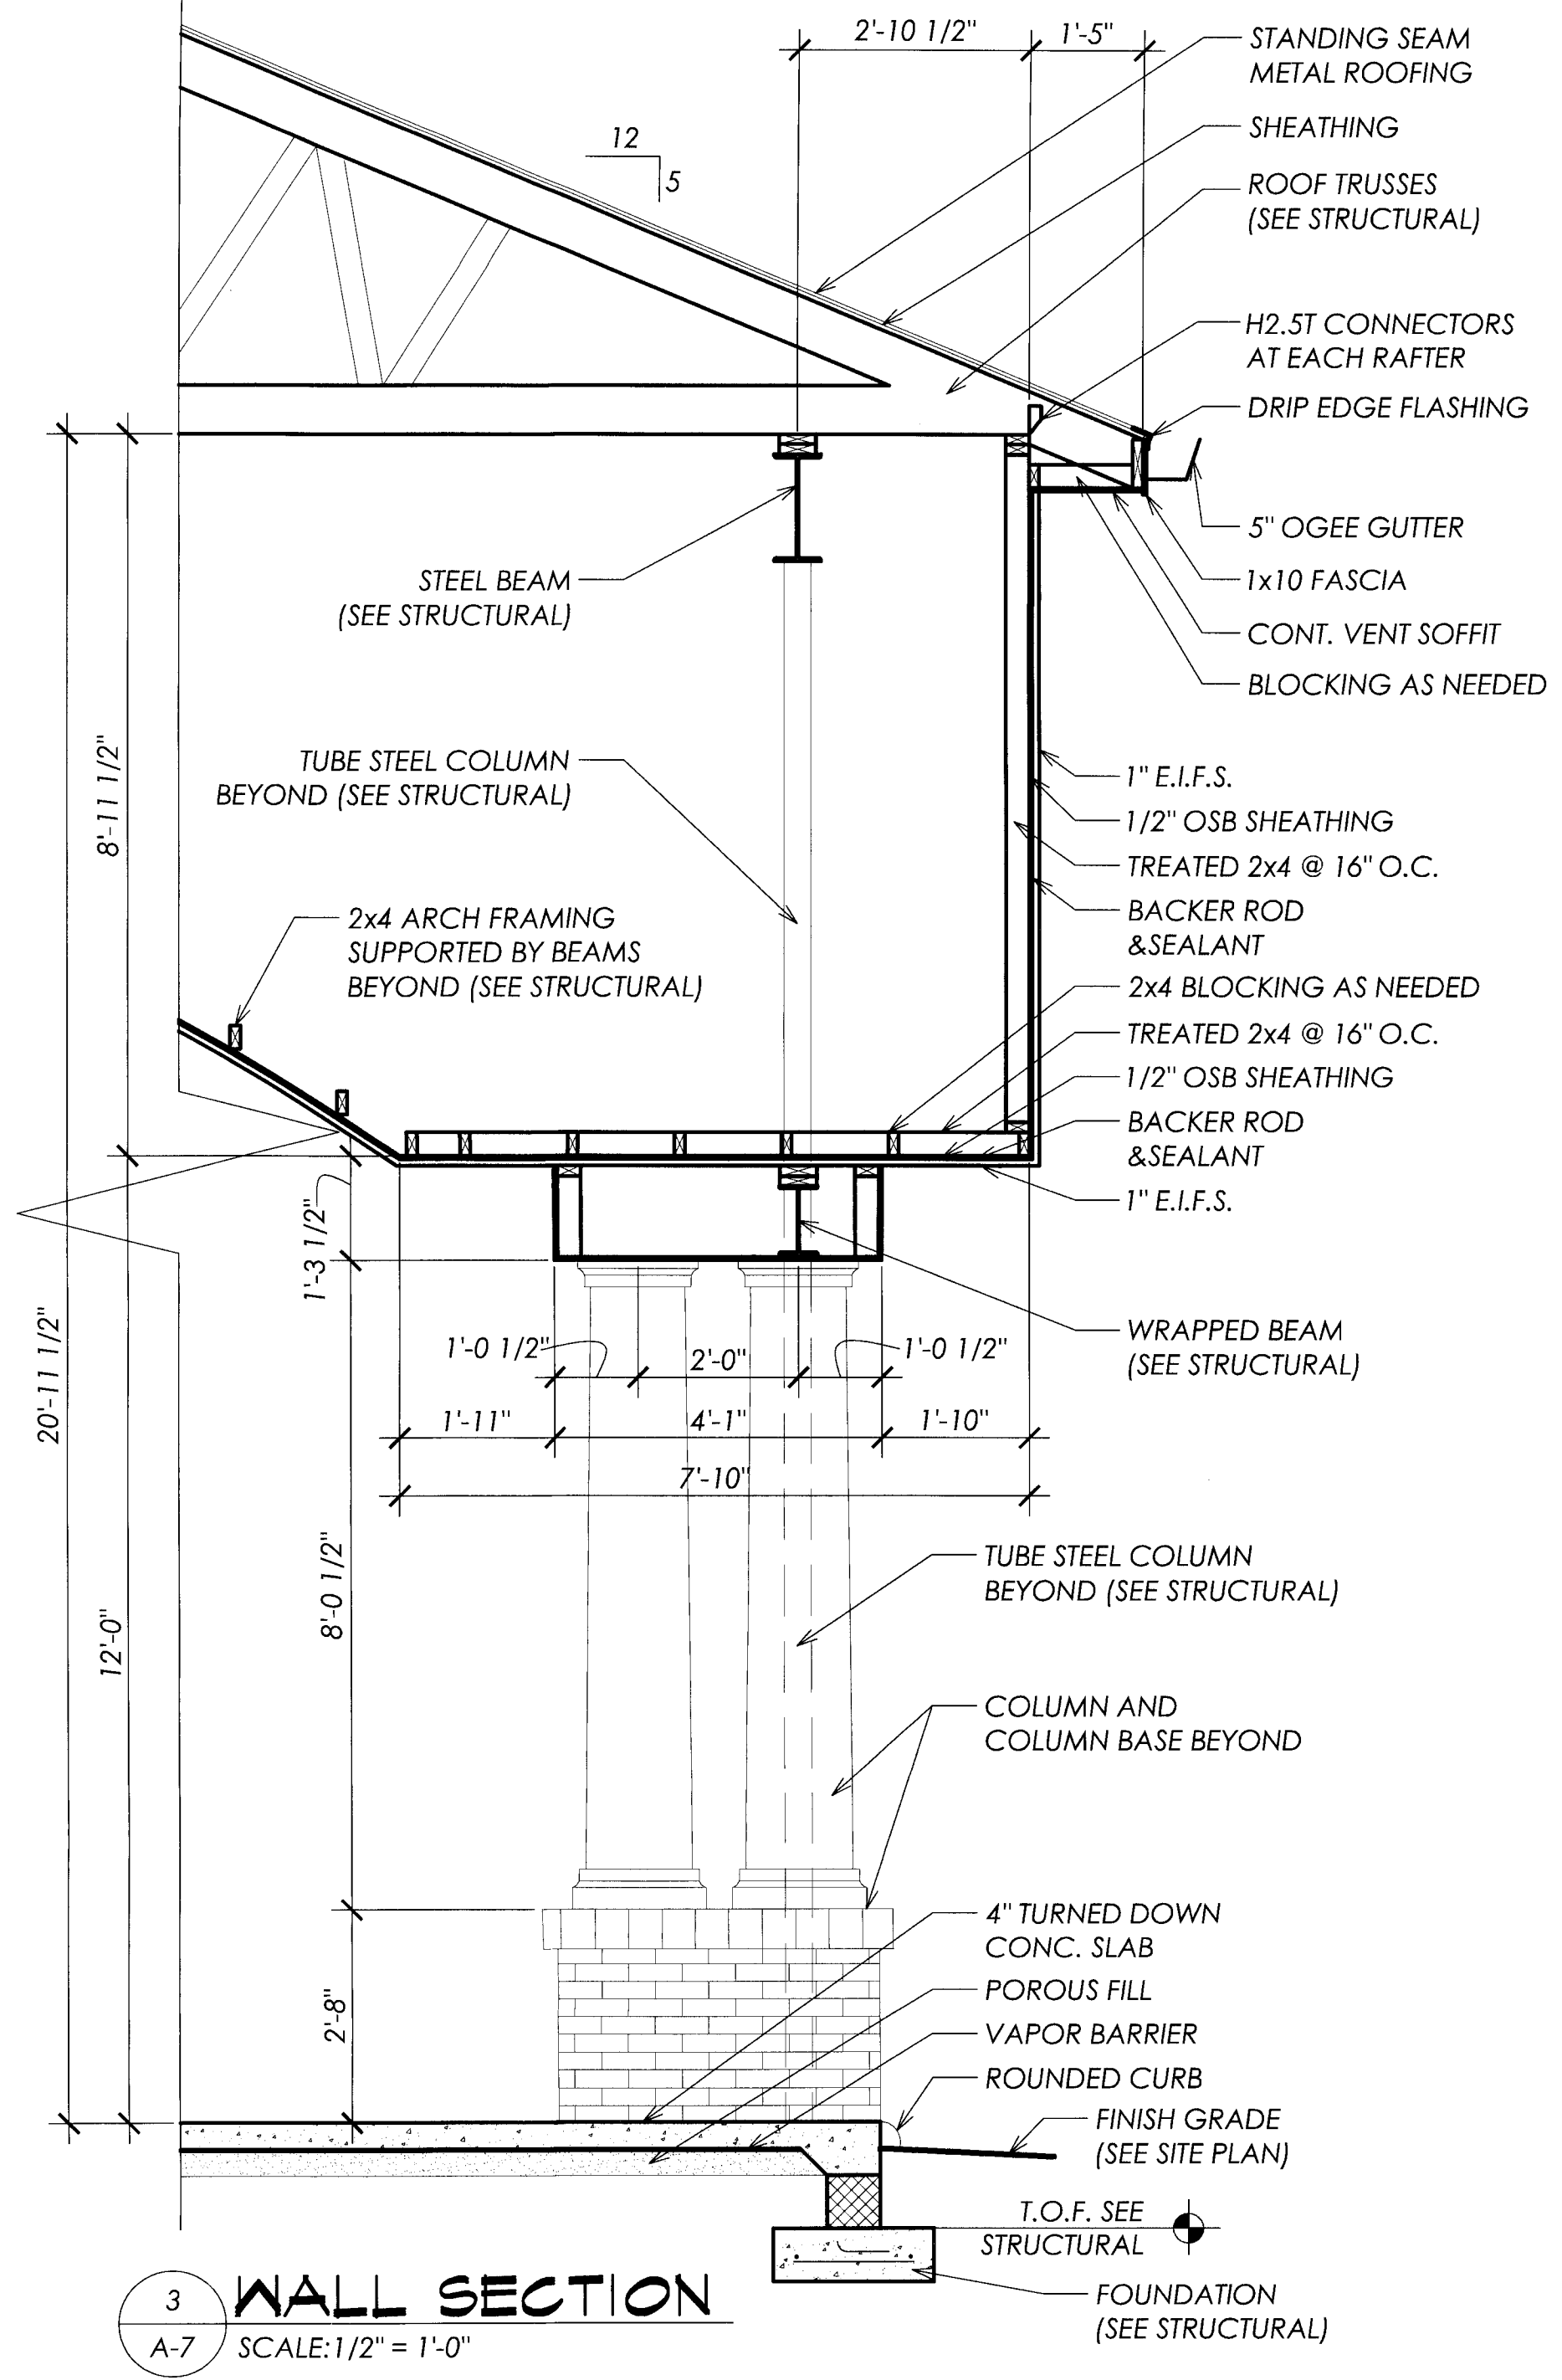 2'-10 1/2"
1'-5"
STANDING SEAM
METAL ROOFING
SHEATHING
12
5
ROOF TRUSSES
(SEE STRUCTURAL)
H2.5T CONNECTORS
AT EACH RAFTER
DRIP EDGE FLASHING
5" OGEE GUTTER
1x10 FASCIA
CONT. VENT SOFFIT
BLOCKING AS NEEDED
STEEL BEAM
(SEE STRUCTURAL)
TUBE STEEL COLUMN
BEYOND (SEE STRUCTURAL)
8'-11 1/2"
1" E.I.F.S.
1/2" OSB SHEATHING
TREATED 2x4 @ 16" O.C.
BACKER ROD
&SEALANT
2x4 ARCH FRAMING
SUPPORTED BY BEAMS
BEYOND (SEE STRUCTURAL)
2x4 BLOCKING AS NEEDED
TREATED 2x4 @ 16" O.C.
1/2" OSB SHEATHING
BACKER ROD
&SEALANT
1" E.I.F.S.
1'-3 1/2"
WRAPPED BEAM
(SEE STRUCTURAL)
1'-0 1/2"
2'-0"
1'-0 1/2"
20'-11 1/2"
1'-11"
4'-1"
1'-10"
7'-10"
8'-0 1/2"
12'-0"
TUBE STEEL COLUMN
BEYOND (SEE STRUCTURAL)
COLUMN AND
COLUMN BASE BEYOND
4" TURNED DOWN
CONC. SLAB
POROUS FILL
2'-8"
VAPOR BARRIER
ROUNDED CURB
FINISH GRADE
(SEE SITE PLAN)
T.O.F. SEE
STRUCTURAL
FOUNDATION
(SEE STRUCTURAL)
3
A-7
WALL SECTION
SCALE:1/2" = 1'-0"